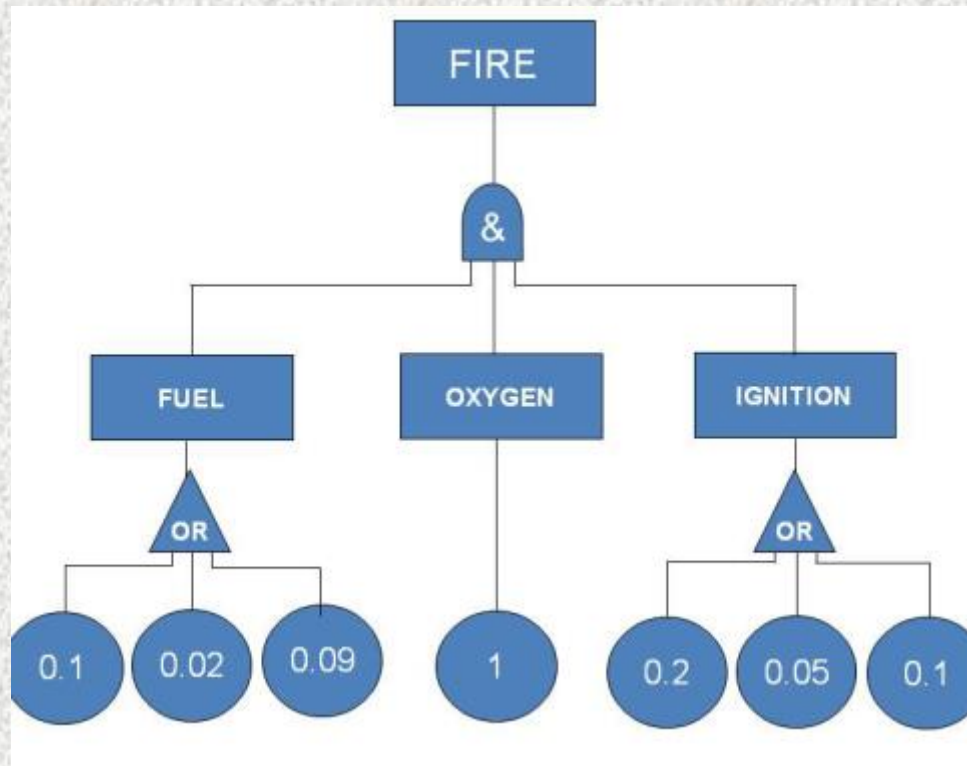 FIRE
&
FUEL
OXYGEN
IGNITION
OR
OR
0.1
0.02
0.09
1
0.2
0.05
0.1